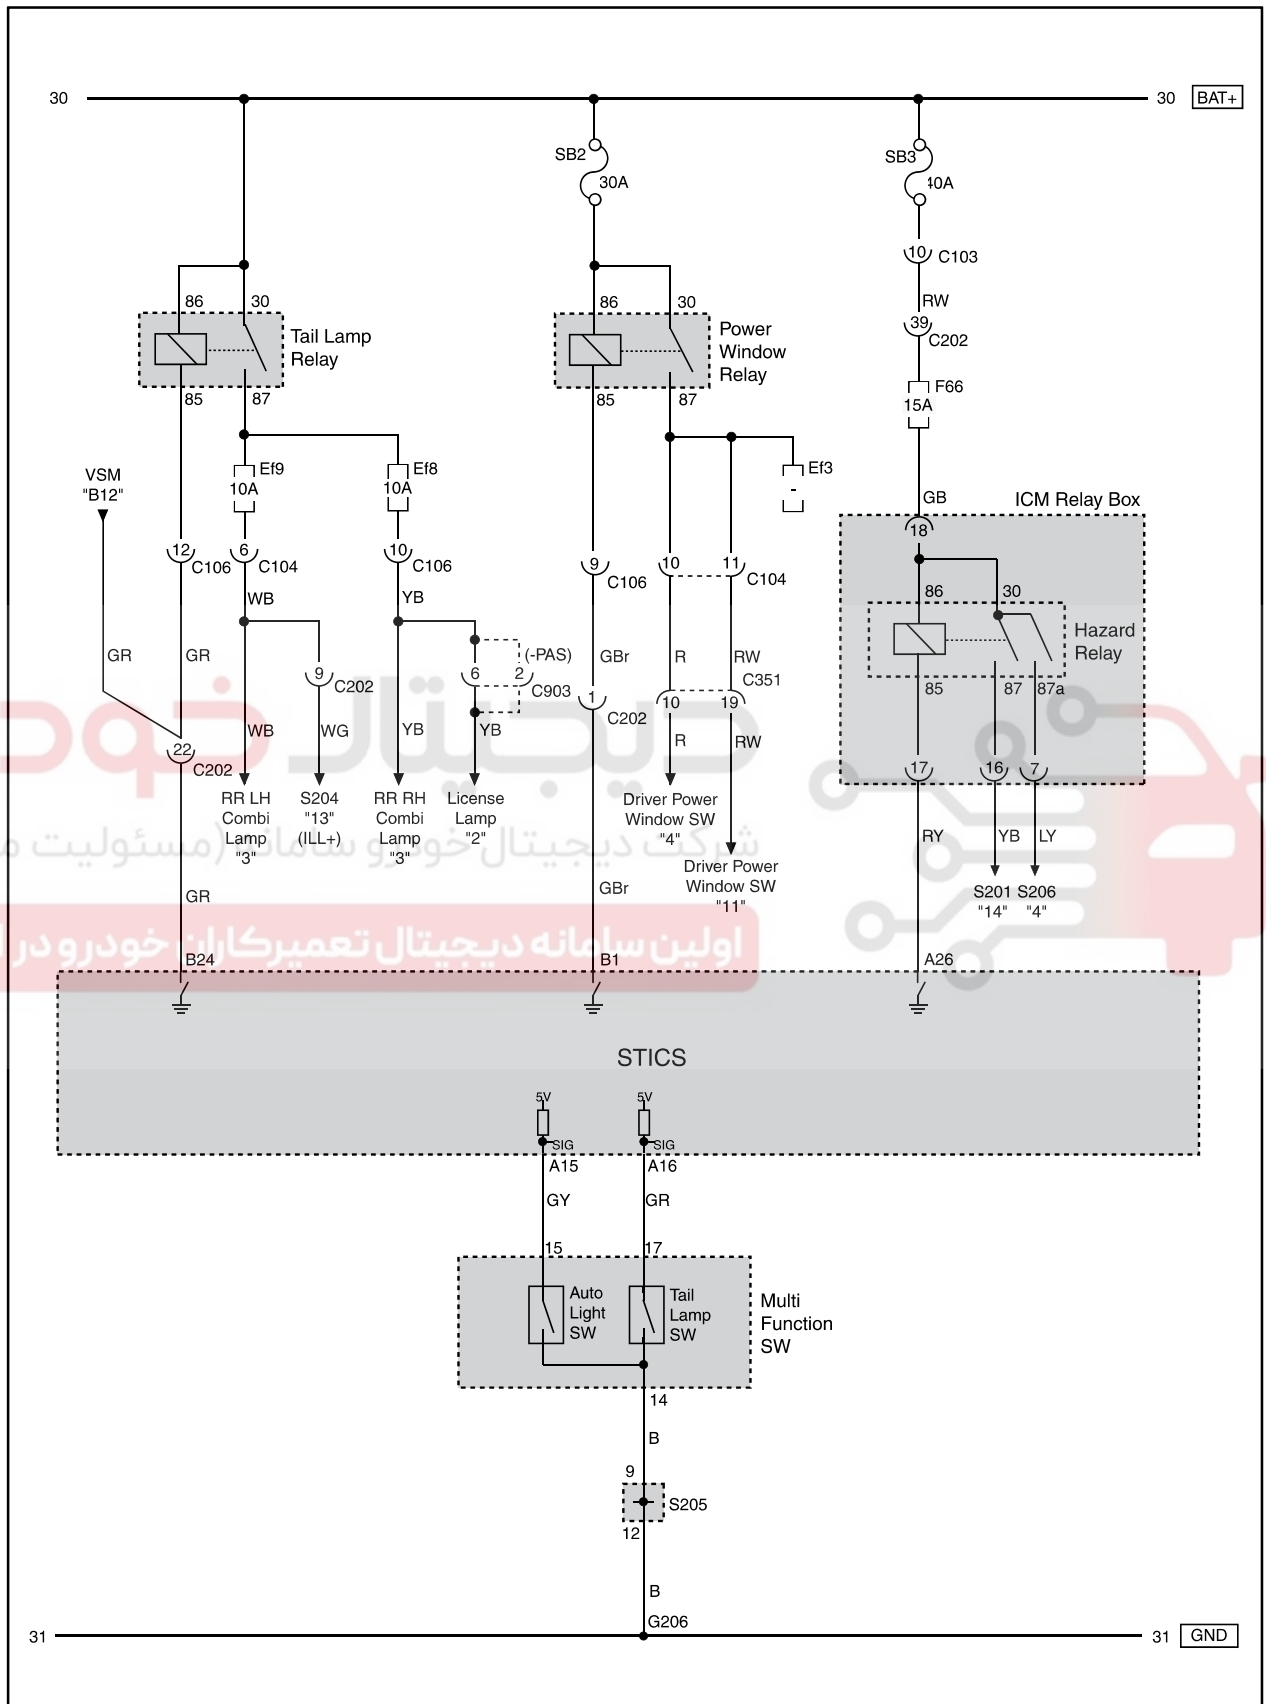 30
30 BAT+
SB2
30A
SB3
40A
10 C103
RW
39
C202
F66
15A
86 30
Tail Lamp
Relay
85 87
86 30
Power
Window
Relay
85 87
VSM
"B12"
Ef9
10A
Ef8
10A
Ef3
-
GB
ICM Relay Box
18
12
C106
6
C104
10
C106
9
C106
10 11
C104
WB
YB
86 30
Hazard
Relay
85 87 87a
GR
GR
9
C202
6 2
(-PAS)
C903
GBr
R
RW
C351
1
C202
10 19
WB
WG
YB
YB
R
RW
22
C202
17 16 7
RR LH
Combi
Lamp
"3"
S204
"13"
(ILL+)
RR RH
Combi
Lamp
"3"
License
Lamp
"2"
Driver Power
Window SW
"4"
Driver Power
Window SW
"11"
RY
YB
LY
S201
"14"
S206
"4"
GR
GBr
دیجیتال خودرو
شرکت دیجیتال خودرو سامانه (مسئولیت
اولین سامانه دیجیتال تعمیرکاران خودرو در
B24
B1
A26
STICS
5V
5V
SIG
SIG
A15
A16
GY
GR
15
17
Auto
Light
SW
Tail
Lamp
SW
Multi
Function
SW
14
B
9
S205
12
B
G206
31
31 GND